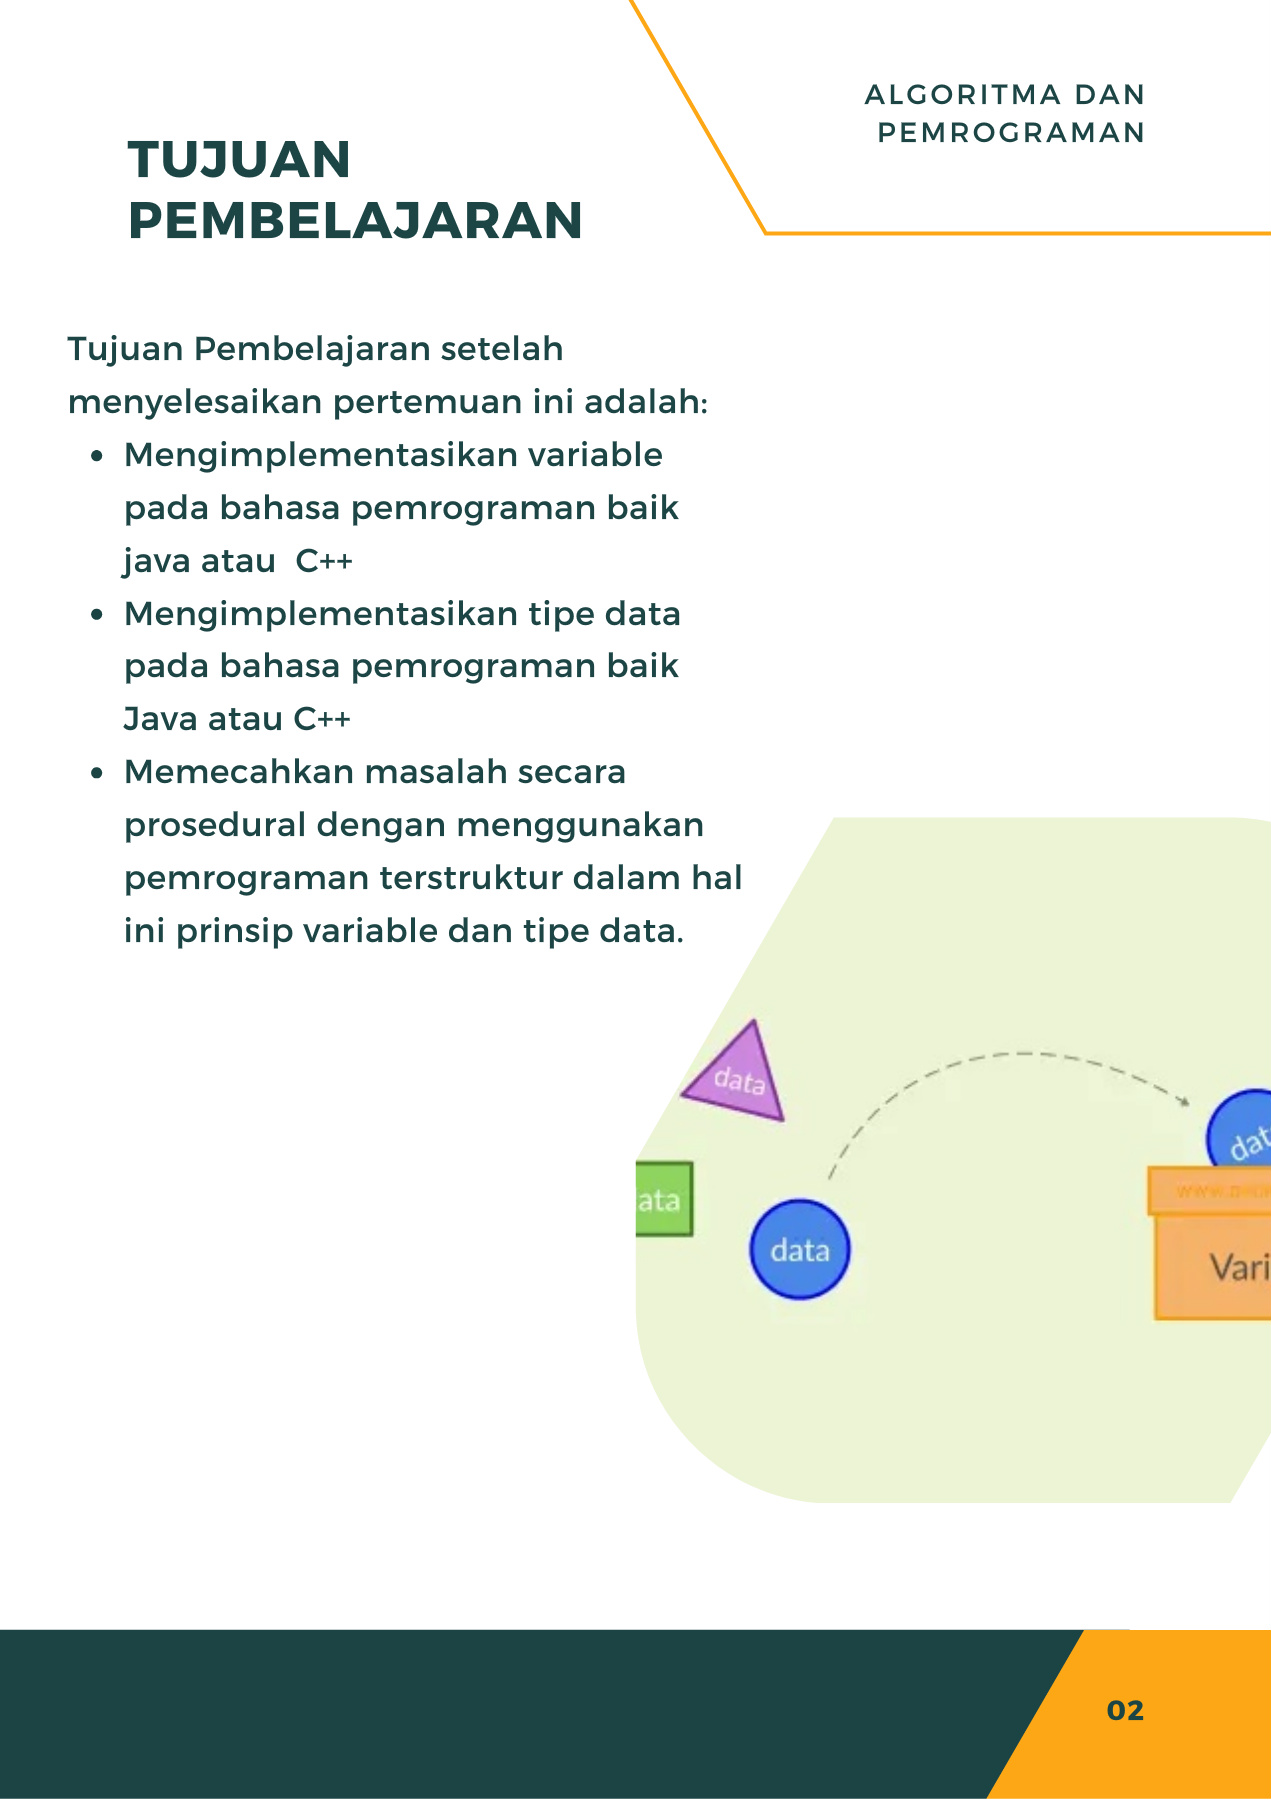 ALGORITMA DAN
PEMROGRAMAN
TUJUAN
PEMBELAJARAN
Tujuan Pembelajaran setelah
menyelesaikan pertemuan ini adalah:
• Mengimplementasikan variable
pada bahasa pemrograman baik
java atau  C++
• Mengimplementasikan tipe data
pada bahasa pemrograman baik
Java atau C++
• Memecahkan masalah secara
prosedural dengan menggunakan
pemrograman terstruktur dalam hal
ini prinsip variable dan tipe data.
data
dat
ata
data
Vari
02